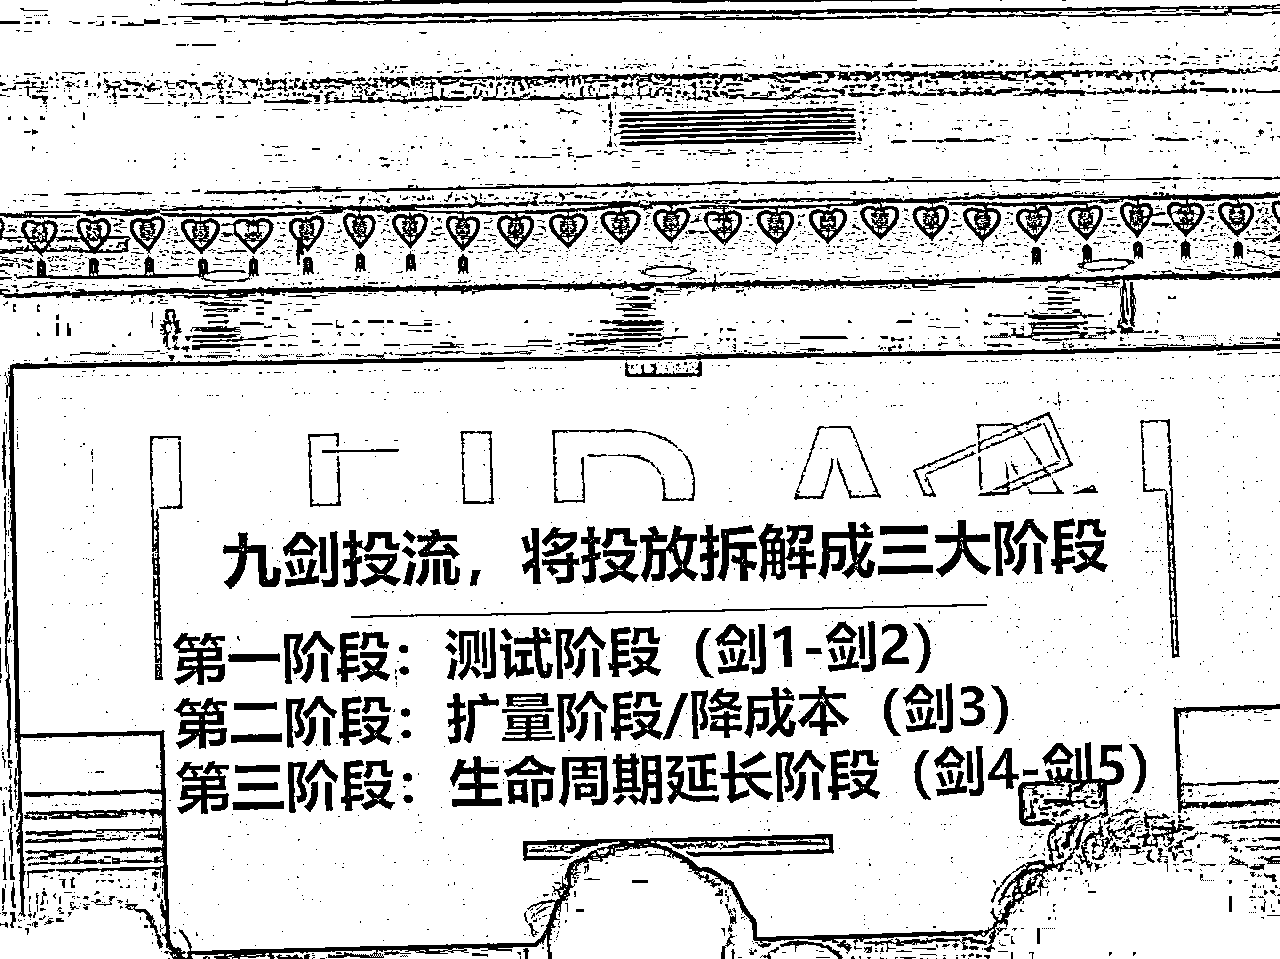 九剑投流，将投放拆解成三大阶段
第一阶段：测试阶段（剑1-剑2）
第二阶段：扩量阶段/降成本（剑3）
第三阶段：生命周期延长阶段（剑4-剑5）